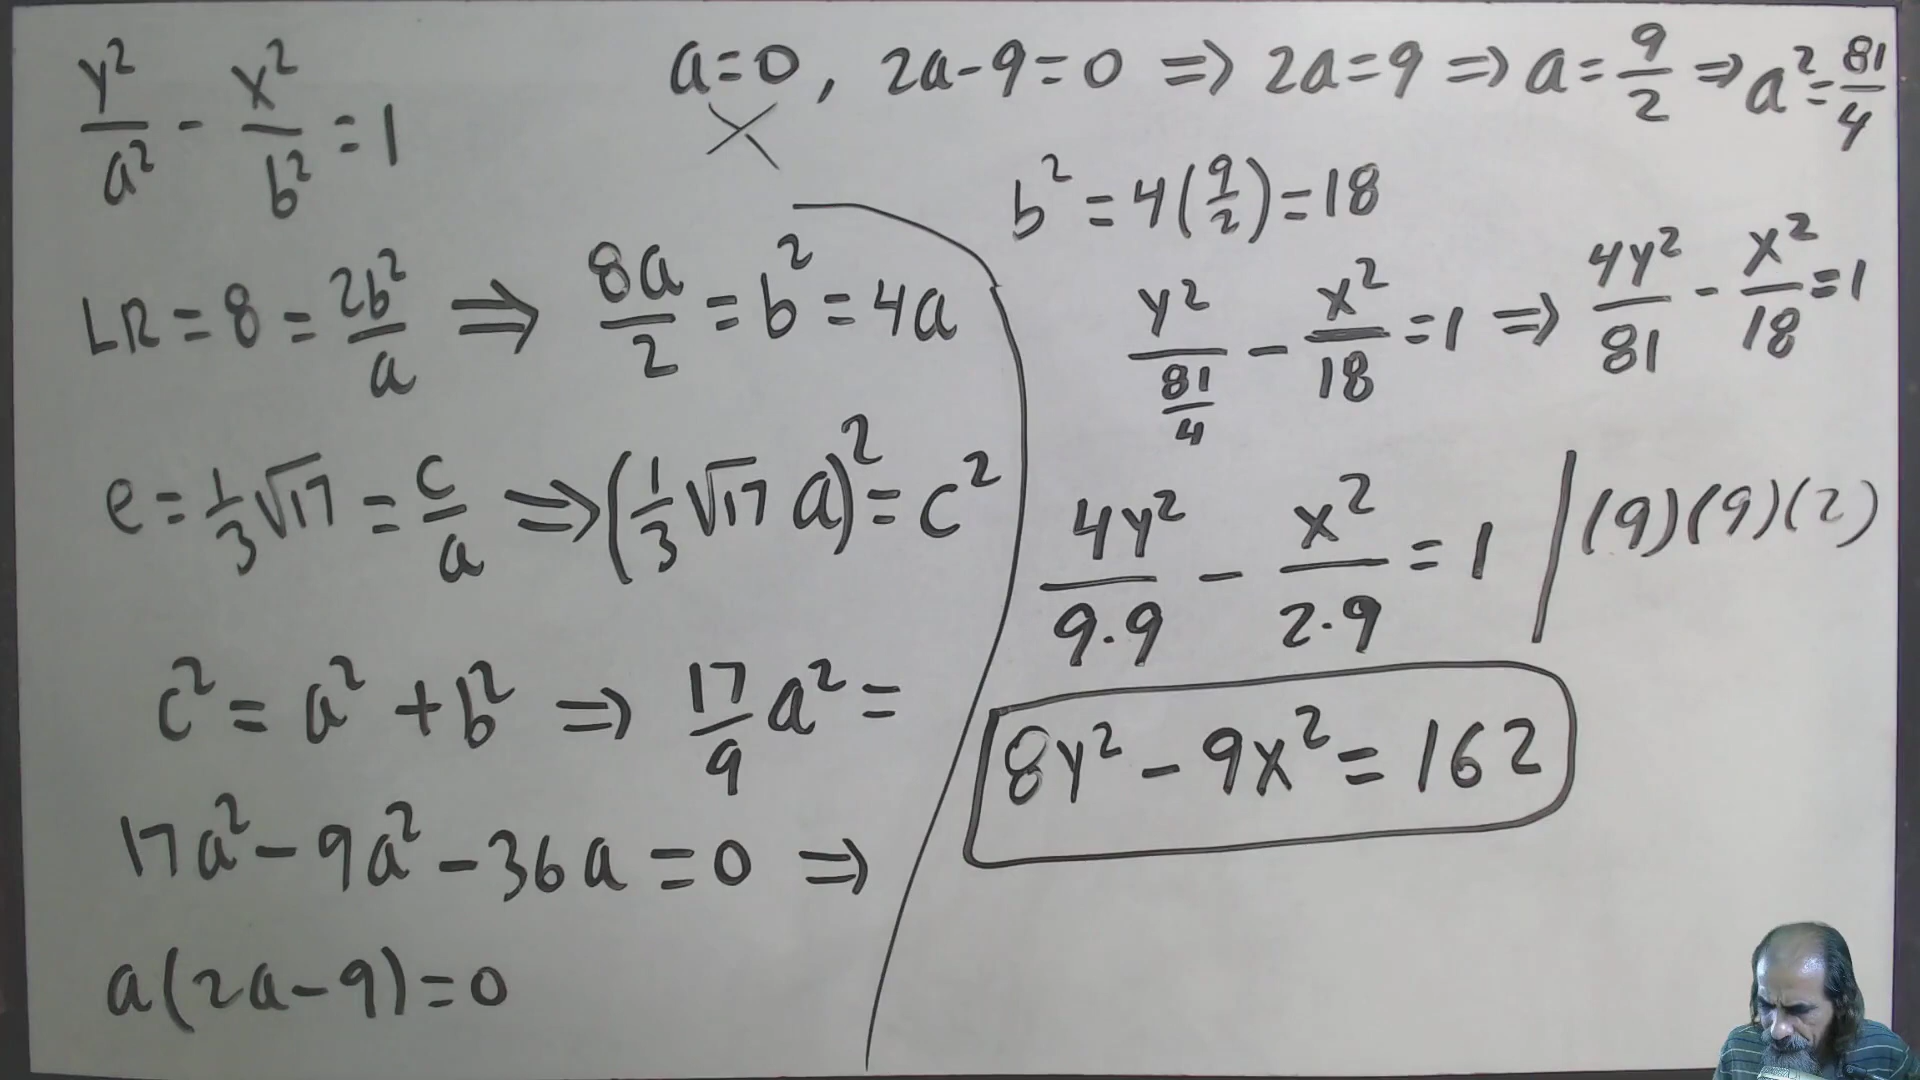 y²/a² - x²/b² = 1
LR = 8 = 2b²/a ⟹ 8a/2 = b² = 4a
e = 1/3 √17 = c/a ⟹ (1/3 √17 a)² = c²
c² = a² + b² ⟹ 17/9 a² =
17a² - 9a² - 36a = 0 ⟹
a(2a-9) = 0
a=0, 2a-9=0 ⟹ 2a=9 ⟹ a=9/2 ⟹ a²=81/4
b² = 4(9/2) = 18
y²/(81/4) - x²/18 = 1 ⟹ 4y²/81 - x²/18 = 1
4y²/9·9 - x²/2·9 = 1 | (9)(9)(2)
8y² - 9x² = 162